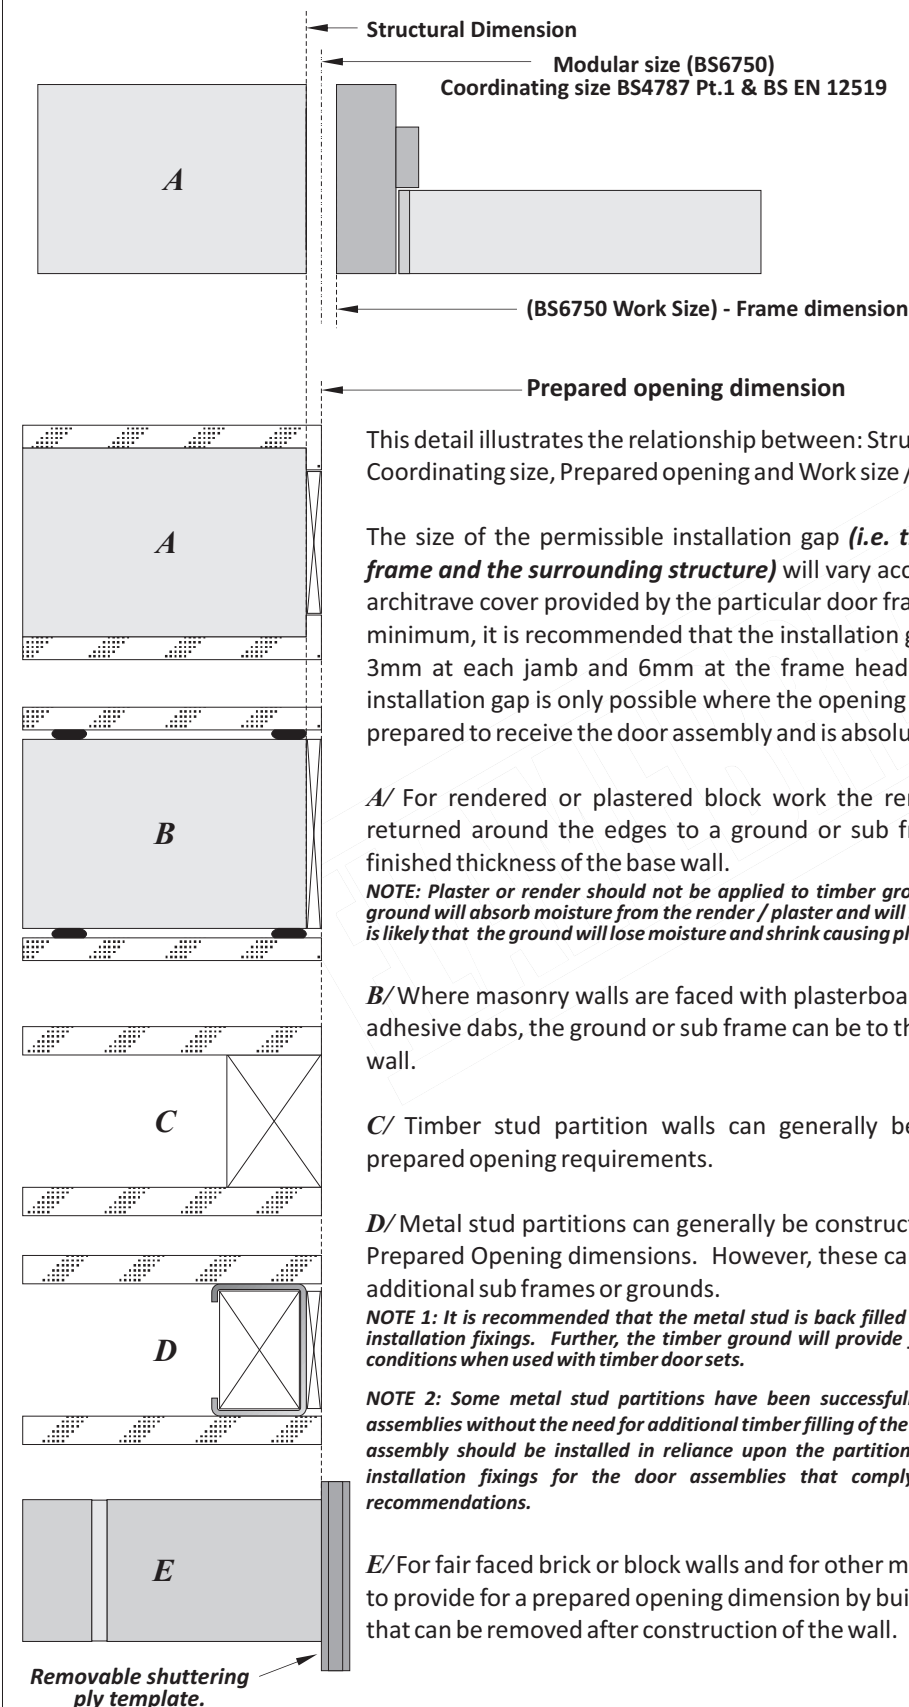 Structural Dimension
Modular size (BS6750)
Coordinating size BS4787 Pt.1 & BS EN 12519
A
(BS6750 Work Size) - Frame dimension
Prepared opening dimension
This detail illustrates the relationship between: Stru
Coordinating size, Prepared opening and Work size /
A
The size of the permissible installation gap (i.e. t
frame and the surrounding structure) will vary acc
architrave cover provided by the particular door fra
minimum, it is recommended that the installation g
3mm at each jamb and 6mm at the frame head
installation gap is only possible where the opening
prepared to receive the door assembly and is absolu
B
A/ For rendered or plastered block work the re
returned around the edges to a ground or sub f
finished thickness of the base wall.
NOTE: Plaster or render should not be applied to timber gro
ground will absorb moisture from the render / plaster and will
is likely that the ground will lose moisture and shrink causing pl
B/ Where masonry walls are faced with plasterboa
adhesive dabs, the ground or sub frame can be to th
wall.
C
C/ Timber stud partition walls can generally be
prepared opening requirements.
D/ Metal stud partitions can generally be construct
Prepared Opening dimensions. However, these ca
additional sub frames or grounds.
D
NOTE 1: It is recommended that the metal stud is back filled
installation fixings. Further, the timber ground will provide
conditions when used with timber door sets.
NOTE 2: Some metal stud partitions have been successful
assemblies without the need for additional timber filling of the
assembly should be installed in reliance upon the partition
installation fixings for the door assemblies that comply
recommendations.
E
E/ For fair faced brick or block walls and for other m
to provide for a prepared opening dimension by bui
that can be removed after construction of the wall.
Removable shuttering
ply template.